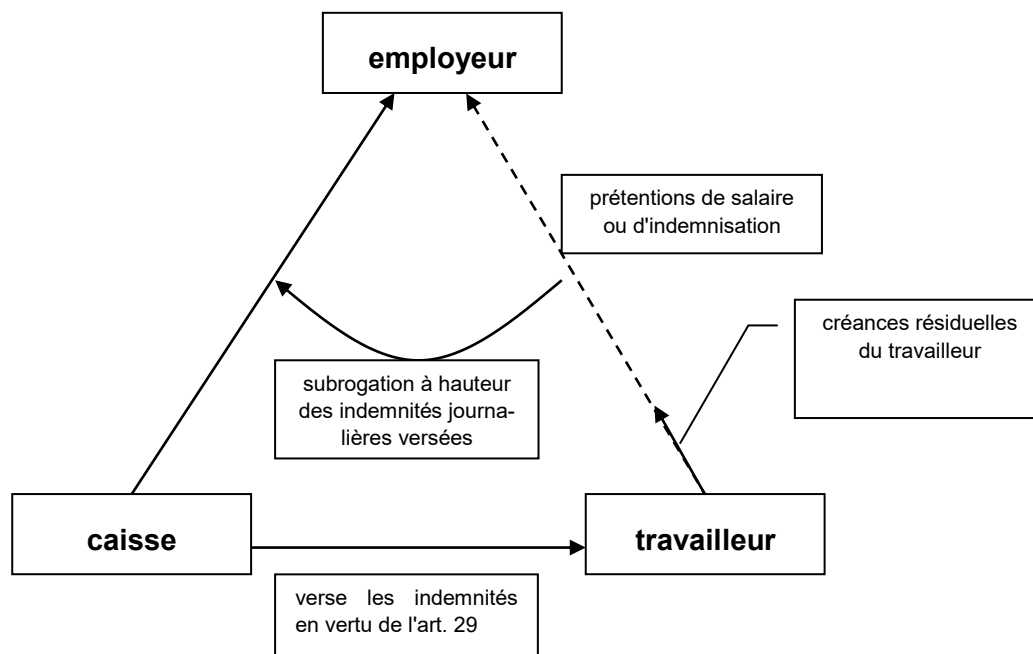 employeur
prétentions de salaire
ou d'indemnisation
créances résiduelles
du travailleur
subrogation à hauteur
des indemnités journa-
lières versées
caisse
travailleur
verse les indemnités
en vertu de l'art. 29